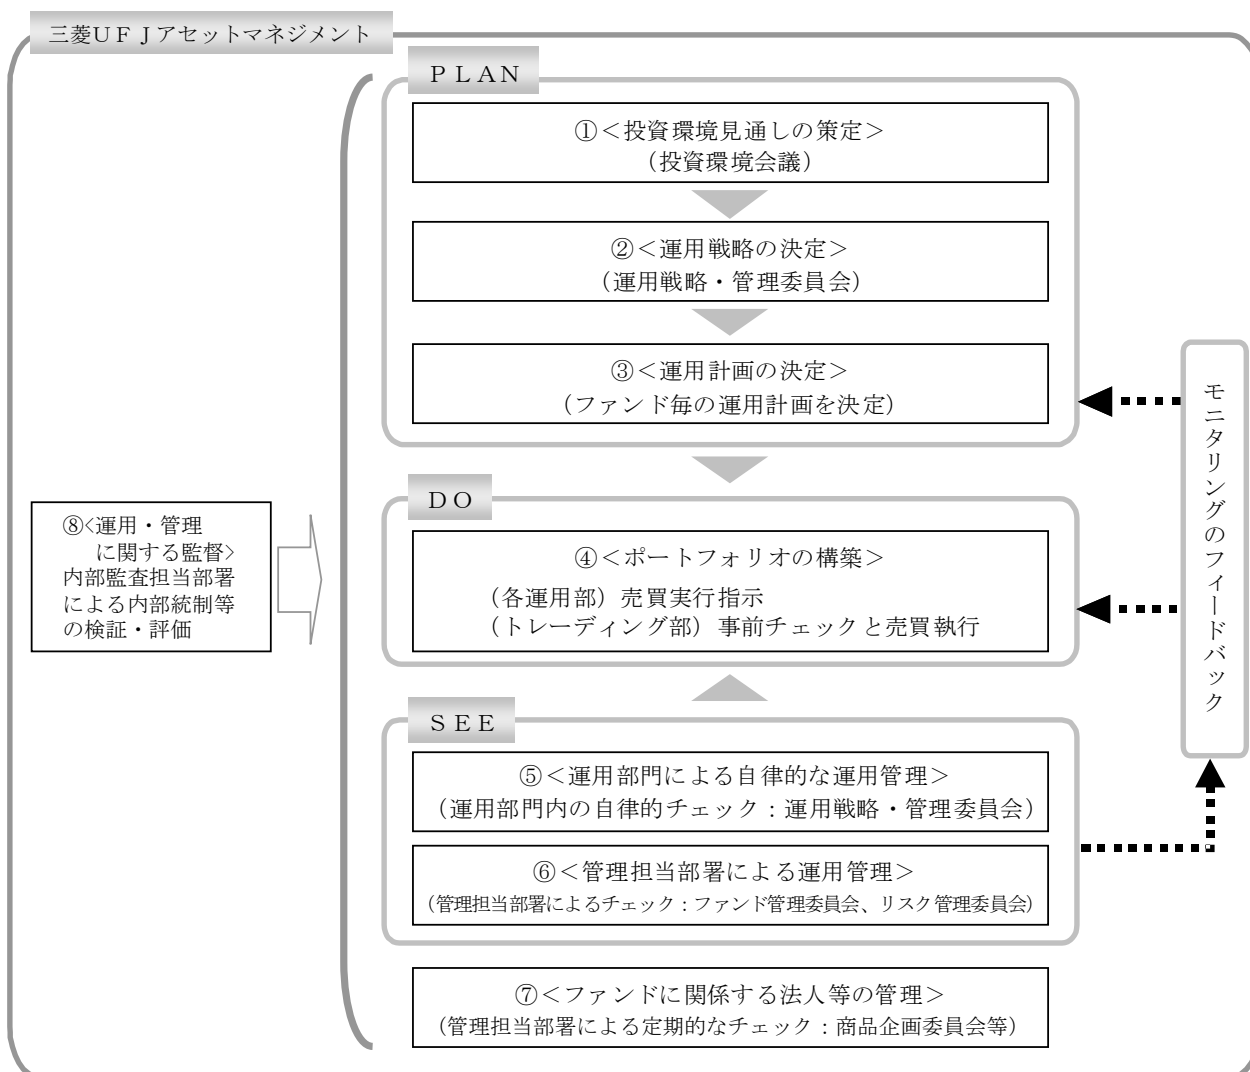 三菱ＵＦＪアセットマネジメント
ＰＬＡＮ
①＜投資環境見通しの策定＞
（投資環境会議）
②＜運用戦略の決定＞
（運用戦略・管理委員会）
③＜運用計画の決定＞
（ファンド毎の運用計画を決定）
ＤＯ
④＜ポートフォリオの構築＞
（各運用部）売買実行指示
（トレーディング部）事前チェックと売買執行
ＳＥＥ
⑤＜運用部門による自律的な運用管理＞
（運用部門内の自律的チェック：運用戦略・管理委員会）
⑥＜管理担当部署による運用管理＞
（管理担当部署によるチェック：ファンド管理委員会、リスク管理委員会）
⑦＜ファンドに関係する法人等の管理＞
（管理担当部署による定期的なチェック：商品企画委員会等）
⑧<運用・管理
に関する監督>
内部監査担当部署
による内部統制等
の検証・評価
モニタリングのフィードバック